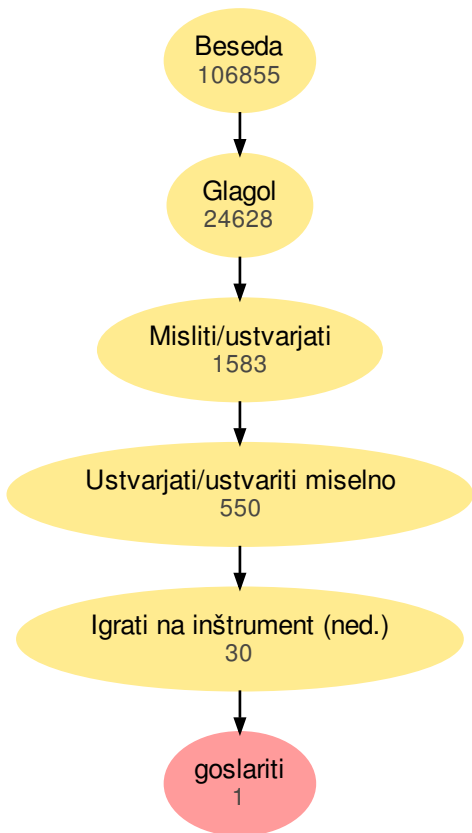 Beseda
106855
Glagol
24628
Misliti/ustvarjati
1583
Ustvarjati/ustvariti miselno
550
Igrati na inštrument (ned.)
30
goslariti
1